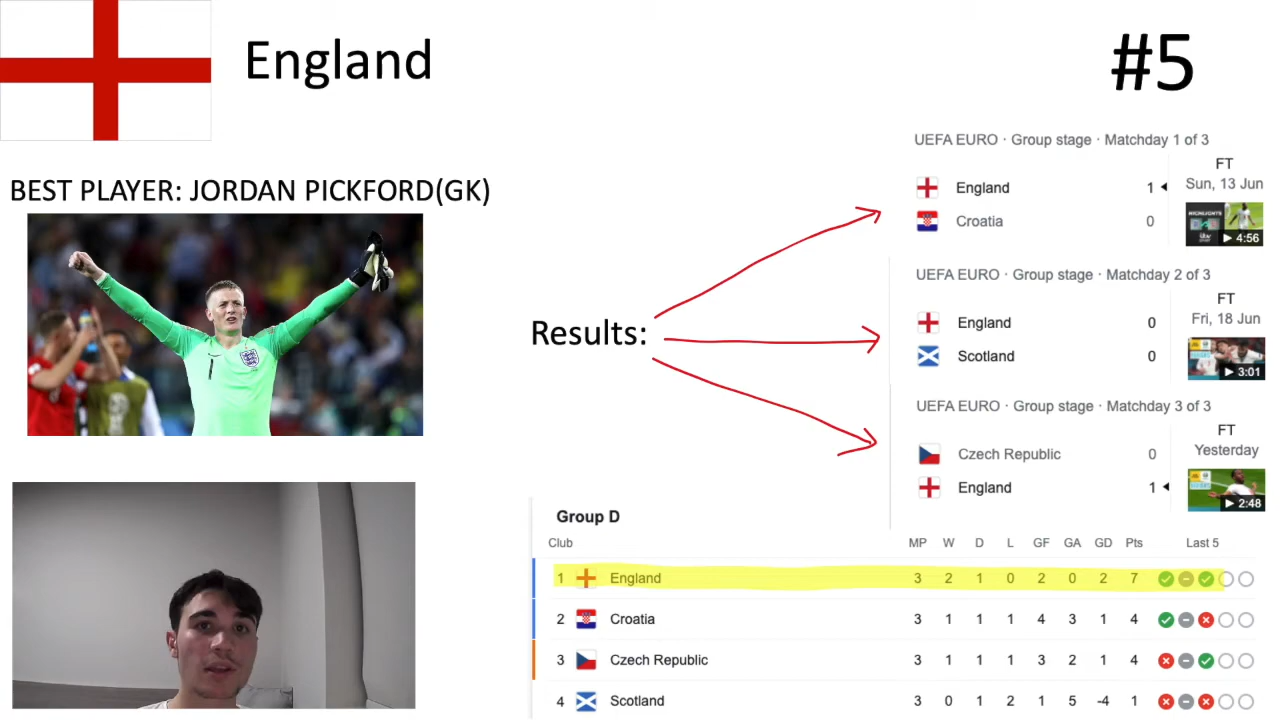 England
#5
BEST PLAYER: JORDAN PICKFORD(GK)
1
Results:
UEFA EURO · Group stage · Matchday 1 of 3
England 1
Croatia 0
FT
Sun, 13 Jun
HIGHLIGHTS
4:56
UEFA EURO · Group stage · Matchday 2 of 3
England 0
Scotland 0
FT
Fri, 18 Jun
3:01
UEFA EURO · Group stage · Matchday 3 of 3
Czech Republic 0
England 1
FT
Yesterday
2:48
Group D
Club MP W D L GF GA GD Pts Last 5
1 England 3 2 1 0 2 0 2 7
2 Croatia 3 1 1 1 4 3 1 4
3 Czech Republic 3 1 1 1 3 2 1 4
4 Scotland 3 0 1 2 1 5 -4 1